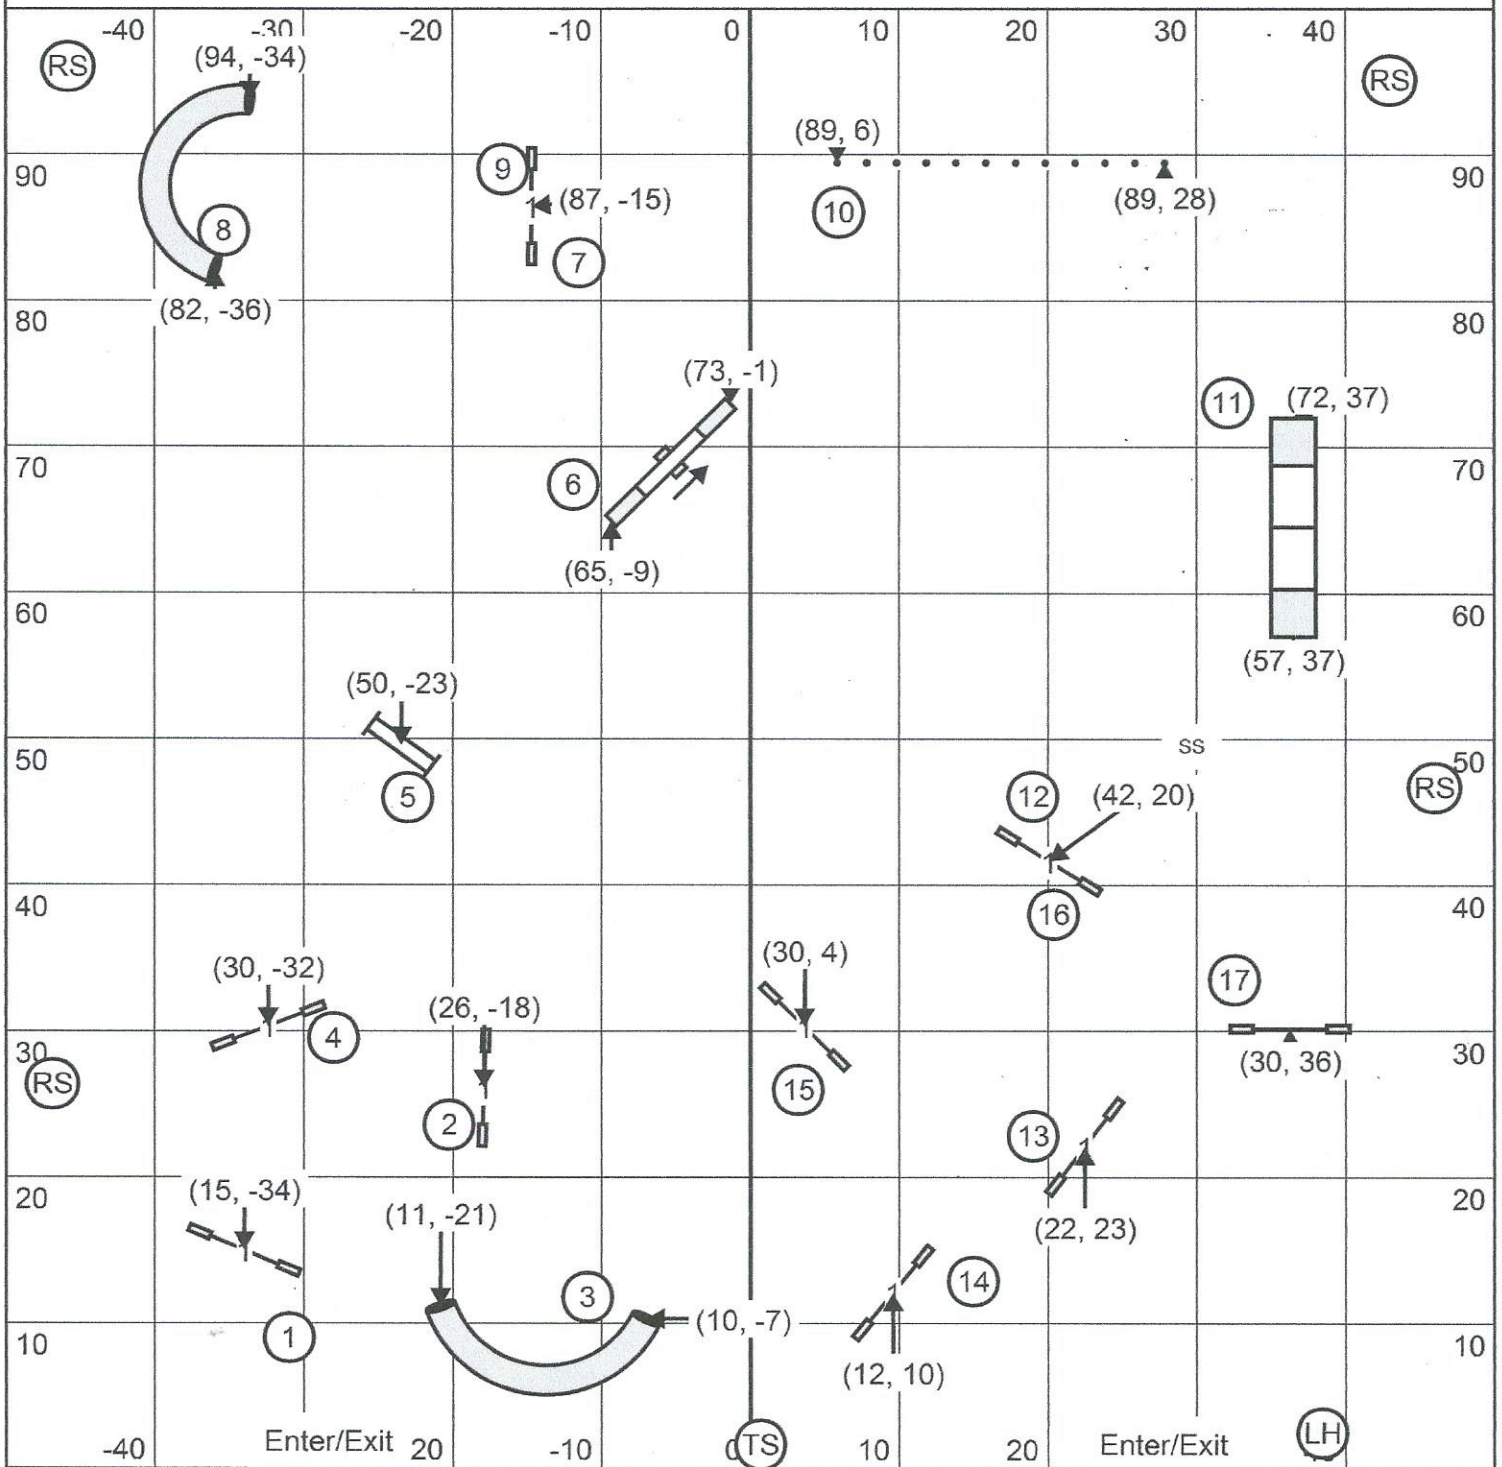 -40 -30 -20 -10 0 10 20 30 40
RS (94, -34) RS
(89, 6)
90 9 (87, -15) 10 (89, 28) 90
8 7
(82, -36)
80 80
(73, -1)
11 (72, 37)
70 6 70
(65, -9)
60 60
(57, 37)
(50, -23)
50 ss 50
5 12 (42, 20) RS
40 16 40
(30, -32) (30, 4)
17
(26, -18)
4
30 30
(30, 36)
RS 15
2 13
20 20
(15, -34) (11, -21)
(22, 23)
3 14
1 (10, -7)
10 10
(12, 10)
-40 Enter/Exit 20 -10 0 TS 10 20 Enter/Exit LH